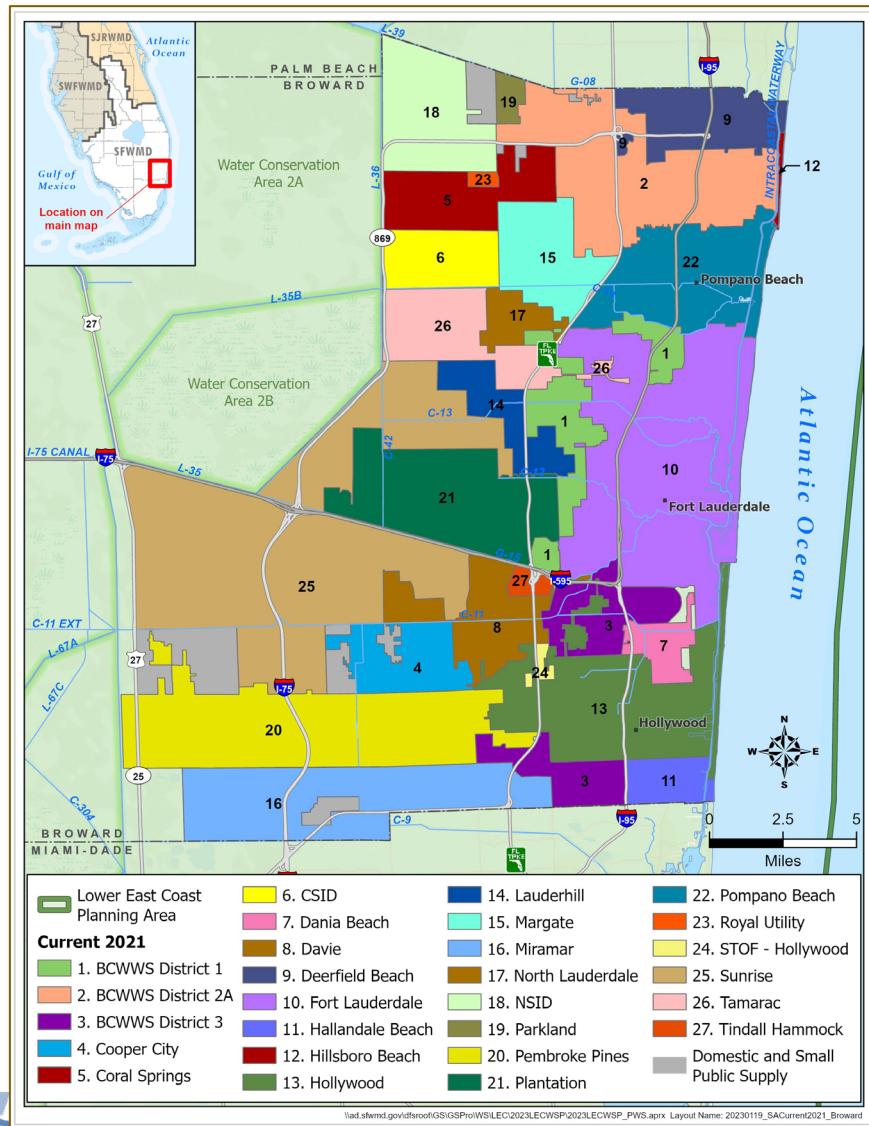 L-39
SJRWMD
Atlantic
Ocean
SWFWMD
SFWMD
Gulf of
Mexico
Location on
main map
PALM BEACH
BROWARD
G-08
I-95
INTRACOASTAL WATERWAY
18
19
9
9
12
Water Conservation
Area 2A
L-36
23
5
2
869
6
15
22
Pompano Beach
L-35B
27
26
17
FL
TPKE
1
26
Water Conservation
Area 2B
14
C-13
1
C-42
Atlantic Ocean
I-75 CANAL
I-75
L-35
C-12
10
21
Fort Lauderdale
G-15
1
27
I-595
25
C-11 EXT
C-11
3
8
L-67A
27
4
7
24
L-67C
I-75
13
Hollywood
20
N
W
E
S
25
3
11
16
C-304
C-9
I-95
0
2.5
5
Miles
BROWARD
MIAMI-DADE
FL
TPKE
Lower East Coast
Planning Area
Current 2021
1. BCWWS District 1
2. BCWWS District 2A
3. BCWWS District 3
4. Cooper City
5. Coral Springs
6. CSID
7. Dania Beach
8. Davie
9. Deerfield Beach
10. Fort Lauderdale
11. Hallandale Beach
12. Hillsboro Beach
13. Hollywood
14. Lauderhill
15. Margate
16. Miramar
17. North Lauderdale
18. NSID
19. Parkland
20. Pembroke Pines
21. Plantation
22. Pompano Beach
23. Royal Utility
24. STOF - Hollywood
25. Sunrise
26. Tamarac
27. Tindall Hammock
Domestic and Small
Public Supply
\\ad.sfwmd.gov\dfsroot\GS\GSPro\WS\LEC\2023LECWSP\2023LECWSP_PWS.aprx Layout Name: 20230119_SACurrent2021_Broward